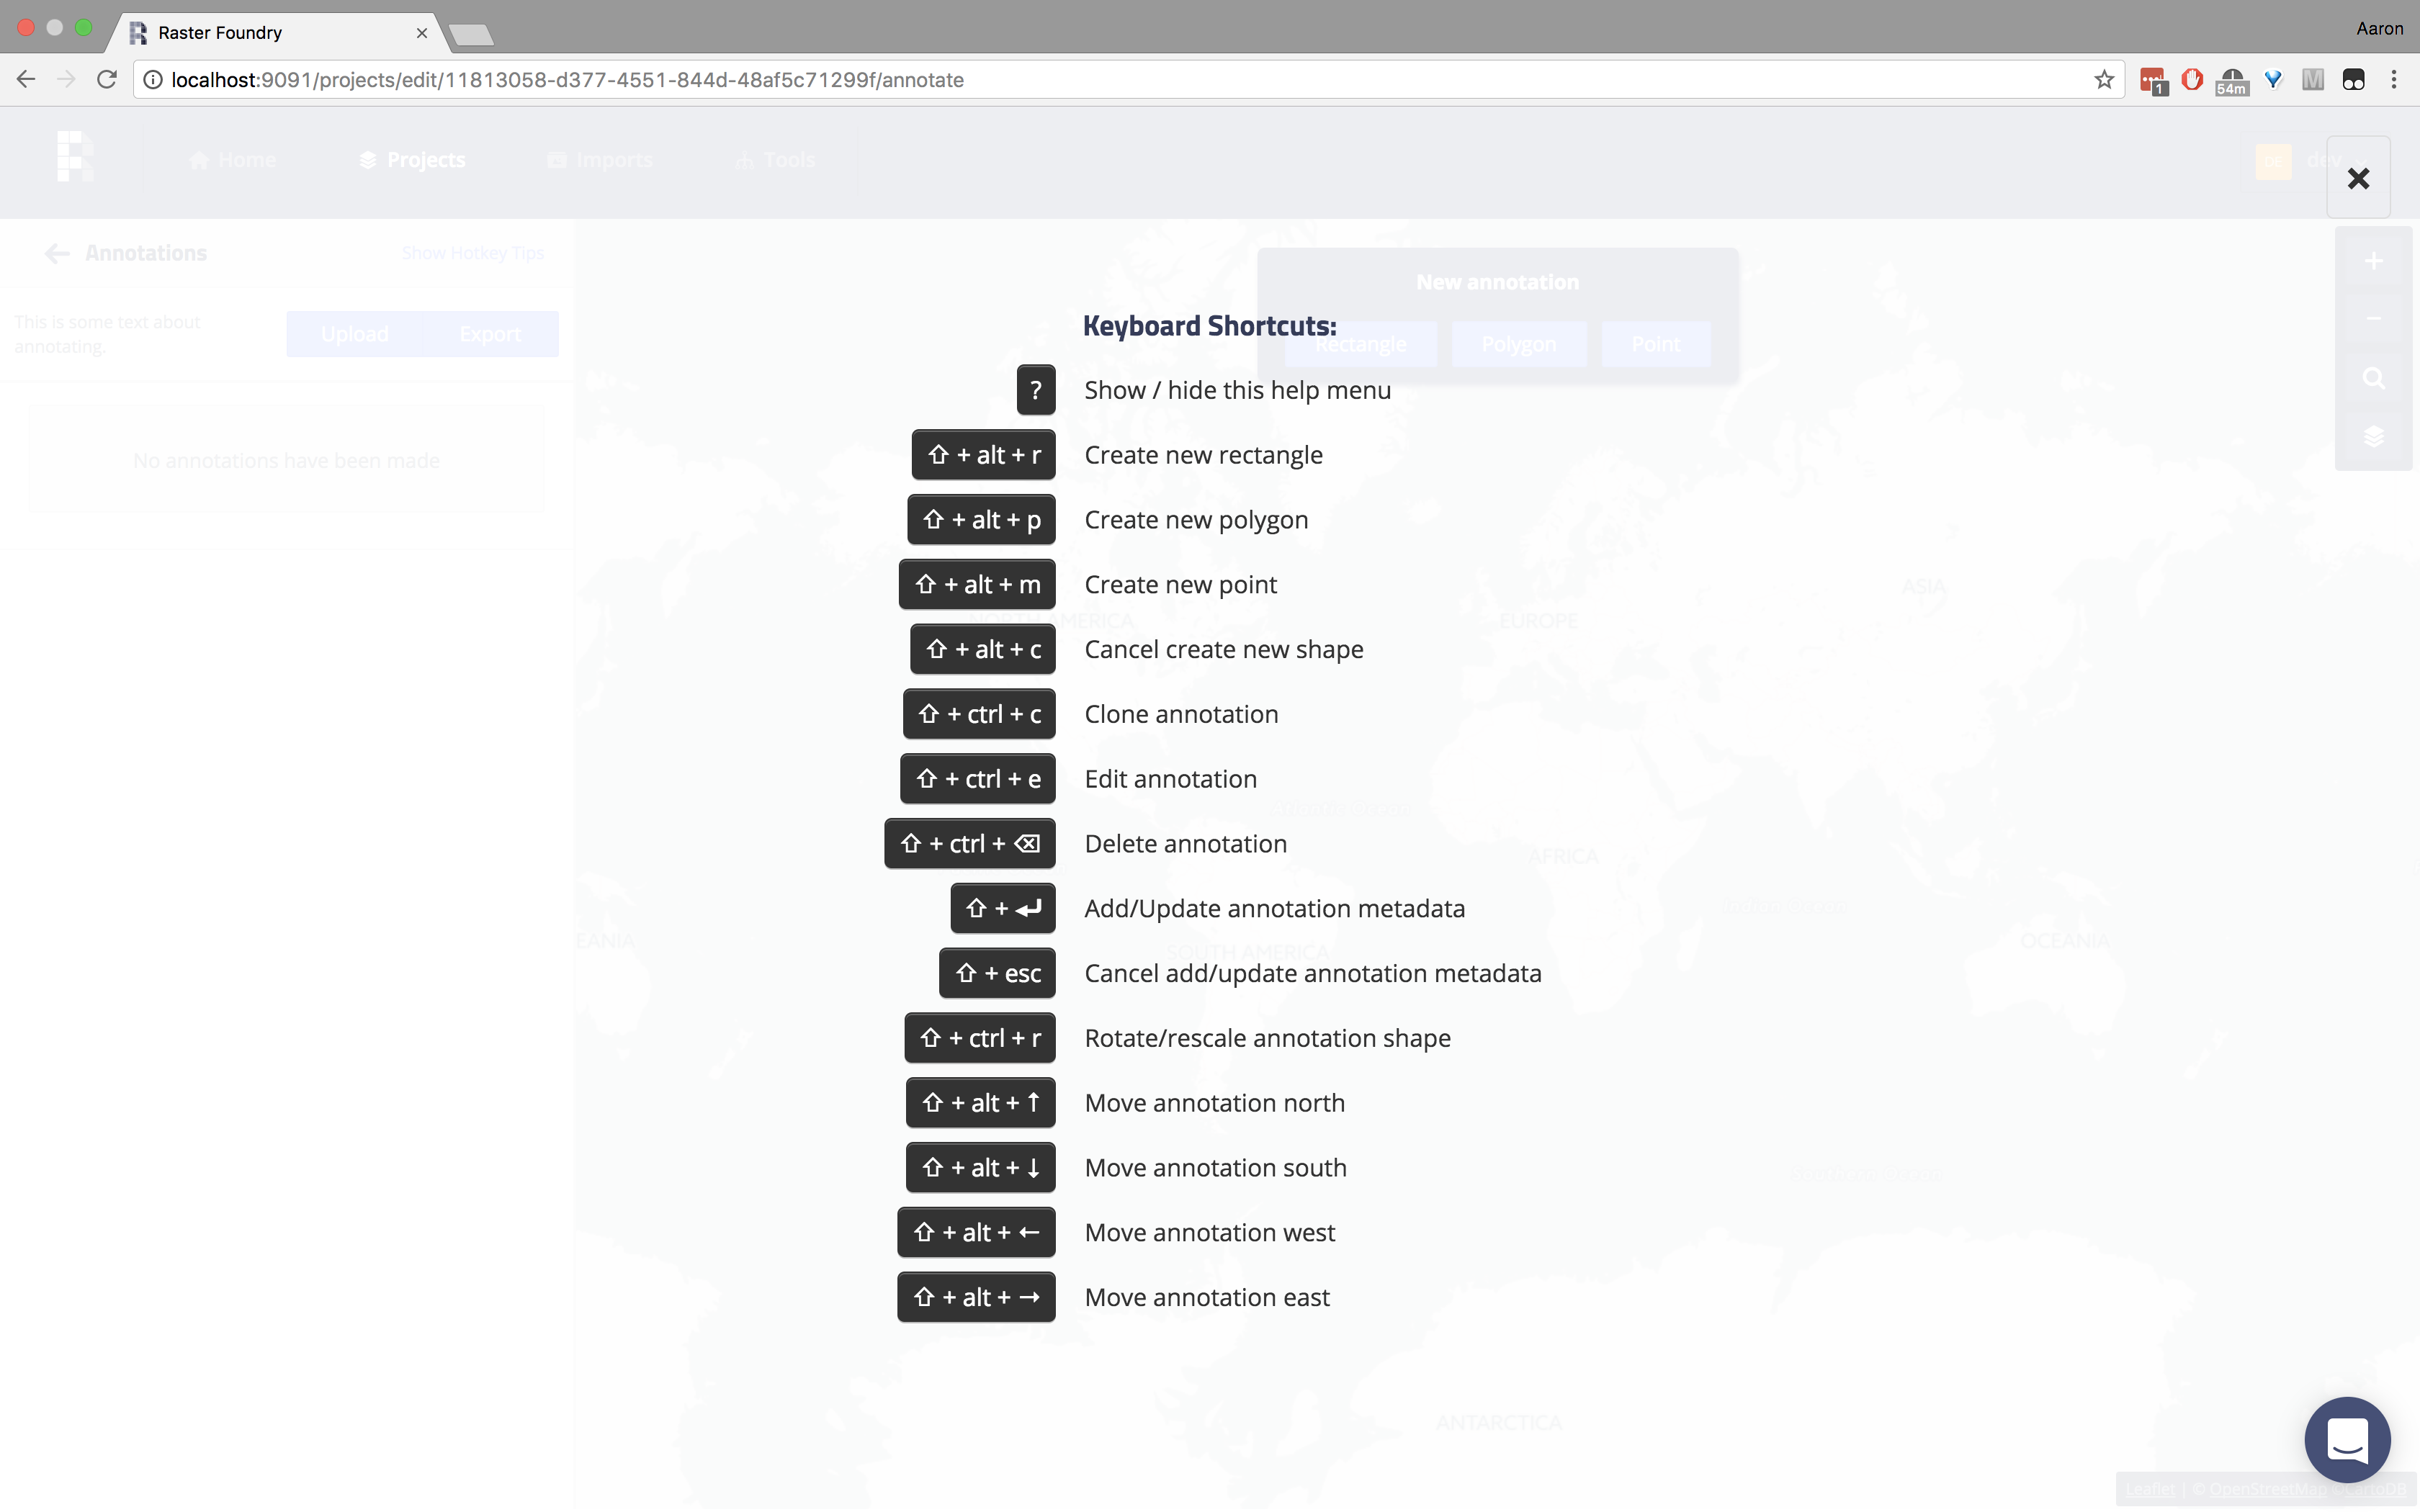 Raster Foundry
Aaron
localhost:9091/projects/edit/11813058-d377-4551-844d-48af5c71299f/annotate
1
54m
M
Home
Projects
Imports
Tools
DE
dev
Annotations
Show Hotkey Tips
This is some text about
annotating.
Upload
Export
No annotations have been made
New annotation
Rectangle
Polygon
Point
Keyboard Shortcuts:
? Show / hide this help menu
⇧ + alt + r Create new rectangle
⇧ + alt + p Create new polygon
⇧ + alt + m Create new point
⇧ + alt + c Cancel create new shape
⇧ + ctrl + c Clone annotation
⇧ + ctrl + e Edit annotation
⇧ + ctrl + ⌫ Delete annotation
⇧ + ↵ Add/Update annotation metadata
⇧ + esc Cancel add/update annotation metadata
⇧ + ctrl + r Rotate/rescale annotation shape
⇧ + alt + ↑ Move annotation north
⇧ + alt + ↓ Move annotation south
⇧ + alt + ← Move annotation west
⇧ + alt + → Move annotation east
NORTH AMERICA
EUROPE
ASIA
AFRICA
EANIA
SOUTH AMERICA
OCEANIA
ANTARCTICA
Leaflet | © OpenStreetMap © CartoDB